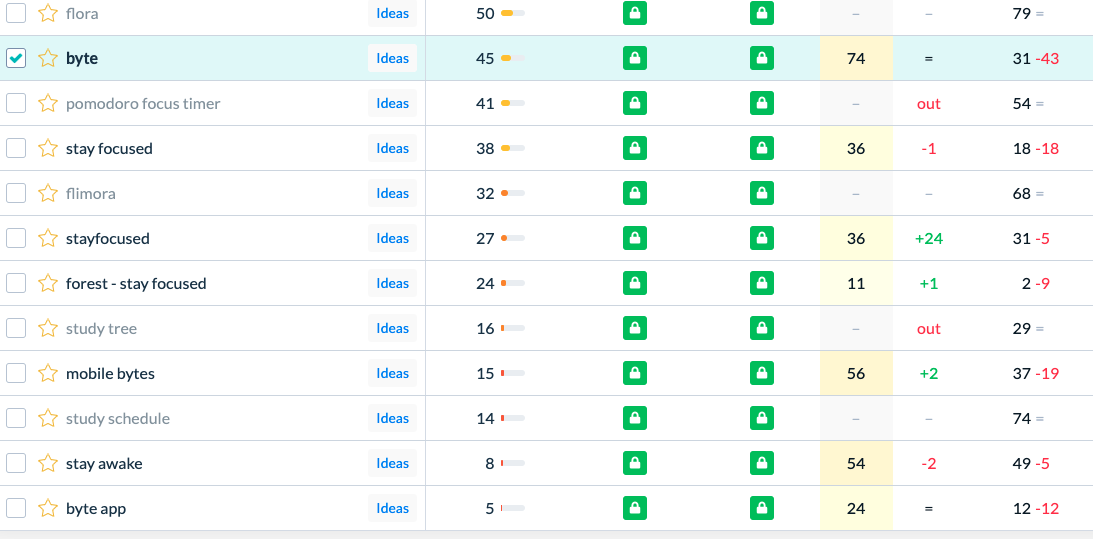 flora Ideas 50 – – 79 =
byte Ideas 45 74 = 31 -43
pomodoro focus timer Ideas 41 – out 54 =
stay focused Ideas 38 36 -1 18 -18
flimora Ideas 32 – – 68 =
stayfocused Ideas 27 36 +24 31 -5
forest - stay focused Ideas 24 11 +1 2 -9
study tree Ideas 16 – out 29 =
mobile bytes Ideas 15 56 +2 37 -19
study schedule Ideas 14 – – 74 =
stay awake Ideas 8 54 -2 49 -5
byte app Ideas 5 24 = 12 -12